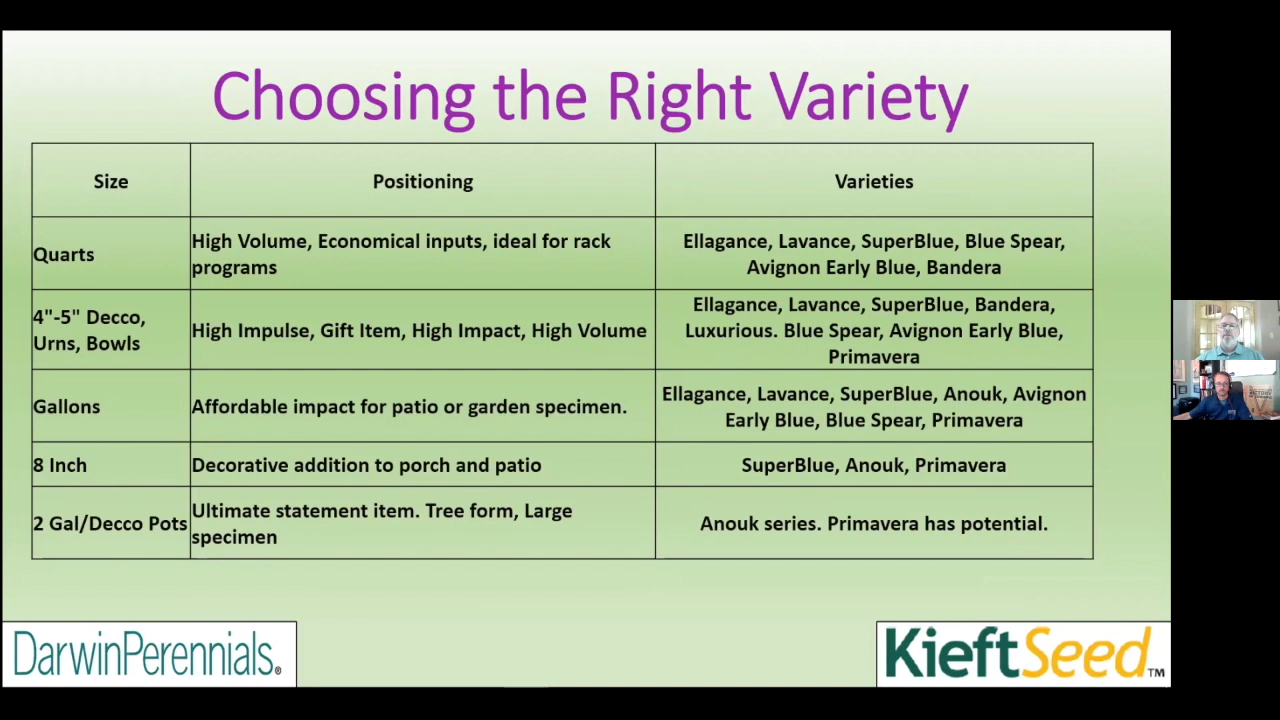 Choosing the Right Variety
Size
Positioning
Varieties
Quarts
High Volume, Economical inputs, ideal for rack
programs
Ellagance, Lavance, SuperBlue, Blue Spear,
Avignon Early Blue, Bandera
4"-5" Decco,
Urns, Bowls
High Impulse, Gift Item, High Impact, High Volume
Ellagance, Lavance, SuperBlue, Bandera,
Luxurious. Blue Spear, Avignon Early Blue,
Primavera
Gallons
Affordable impact for patio or garden specimen.
Ellagance, Lavance, SuperBlue, Anouk, Avignon
Early Blue, Blue Spear, Primavera
8 Inch
Decorative addition to porch and patio
SuperBlue, Anouk, Primavera
2 Gal/Decco Pots
Ultimate statement item. Tree form, Large
specimen
Anouk series. Primavera has potential.
DarwinPerennials®
KieftSeed™